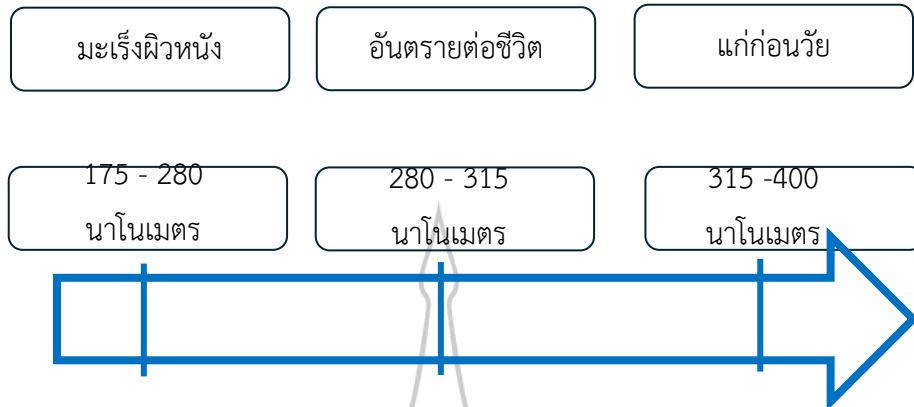 มะเร็งผิวหนัง
อันตรายต่อชีวิต
แก่ก่อนวัย
175 - 280
นาโนเมตร
280 - 315
นาโนเมตร
315 -400
นาโนเมตร